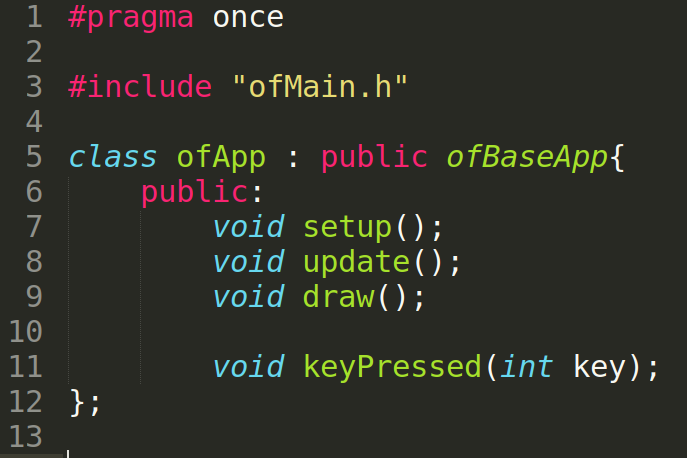 1 #pragma once
2
3 #include "ofMain.h"
4
5 class ofApp : public ofBaseApp{
6     public:
7         void setup();
8         void update();
9         void draw();
10
11         void keyPressed(int key);
12 };
13